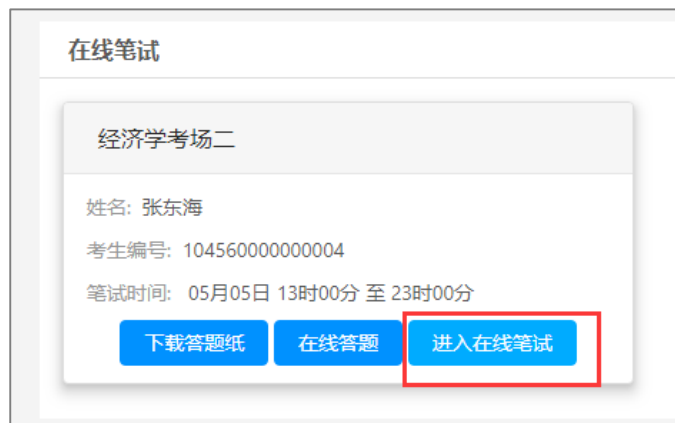 在线笔试
经济学考场二
姓名: 张东海
考生编号: 104560000000004
笔试时间: 05月05日 13时00分 至 23时00分
下载答题纸 在线答题 进入在线笔试